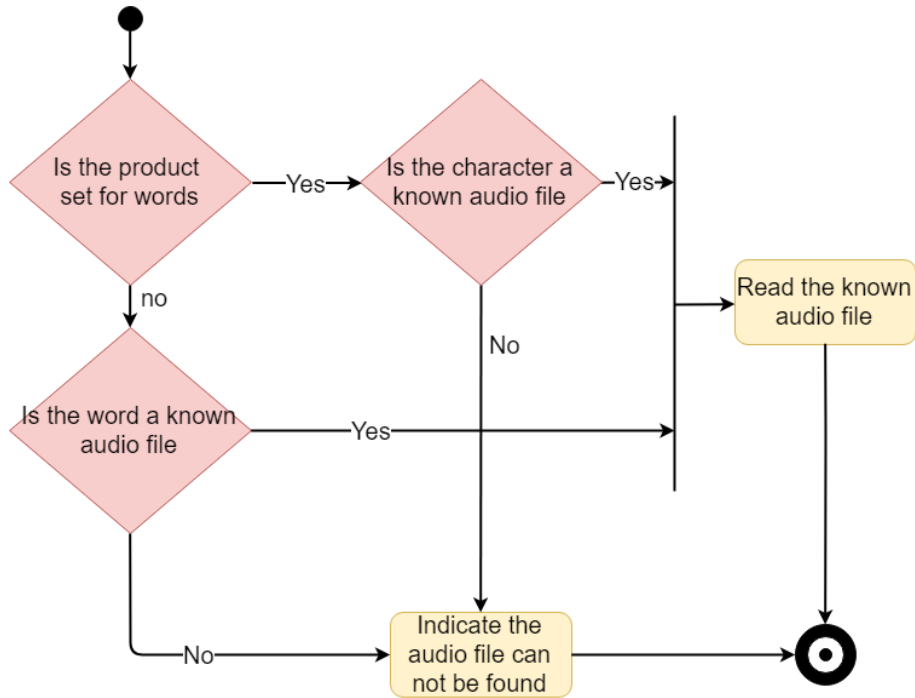 Is the product
set for words
Yes
Is the character a
known audio file
Yes
no
Read the known
audio file
No
Is the word a known
audio file
Yes
No
Indicate the
audio file can
not be found